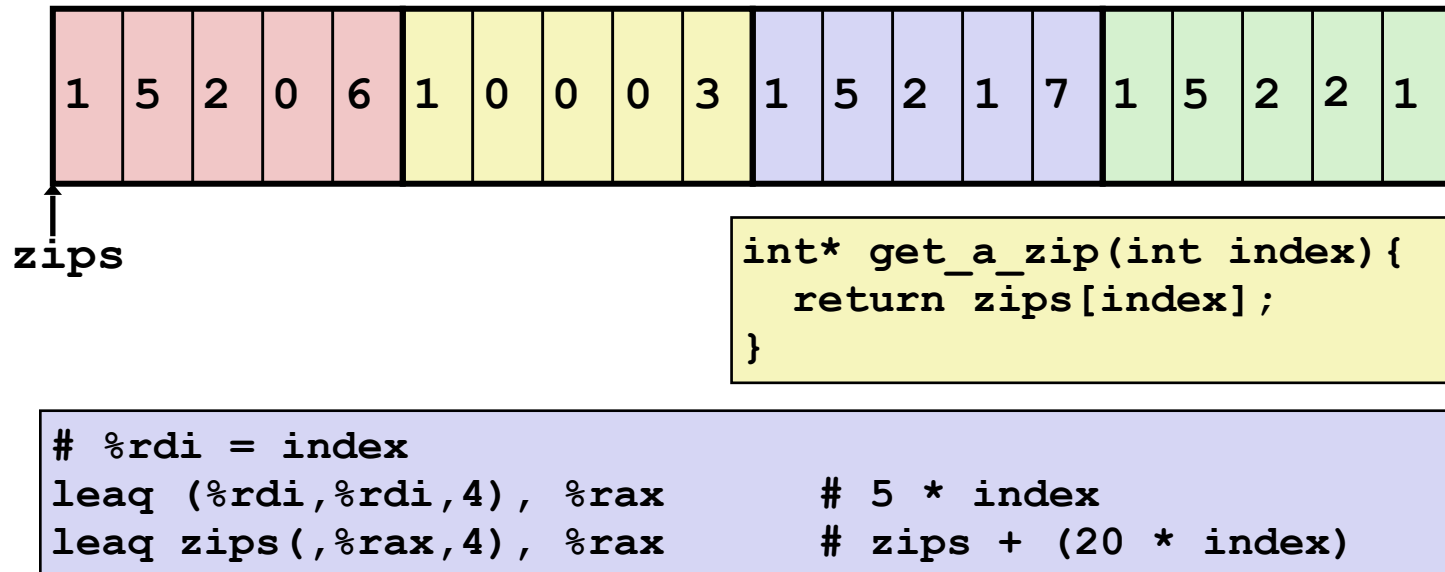 1 5 2 0 6 1 0 0 0 3 1 5 2 1 7 1 5 2 2 1
zips
int* get_a_zip(int index){
  return zips[index];
}
# %rdi = index
leaq (%rdi,%rdi,4), %rax      # 5 * index
leaq zips(,%rax,4), %rax      # zips + (20 * index)